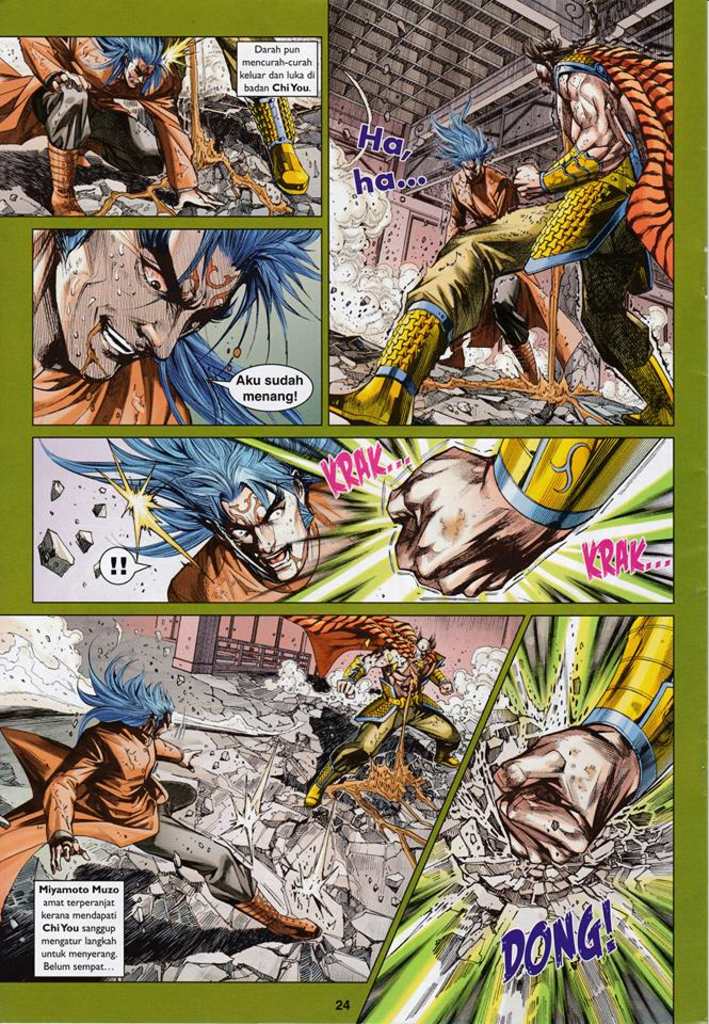 Darah pun
mencurah-curah
keluar dan luka di
badan Chi You.
Ha,
ha...
Aku sudah
menang!
KRAK...
!!
KRAK...
Miyamoto Muzo
amat terperanjat
kerana mendapati
Chi You sanggup
mengatur langkah
untuk menyerang.
Belum sempat...
DONG!
24